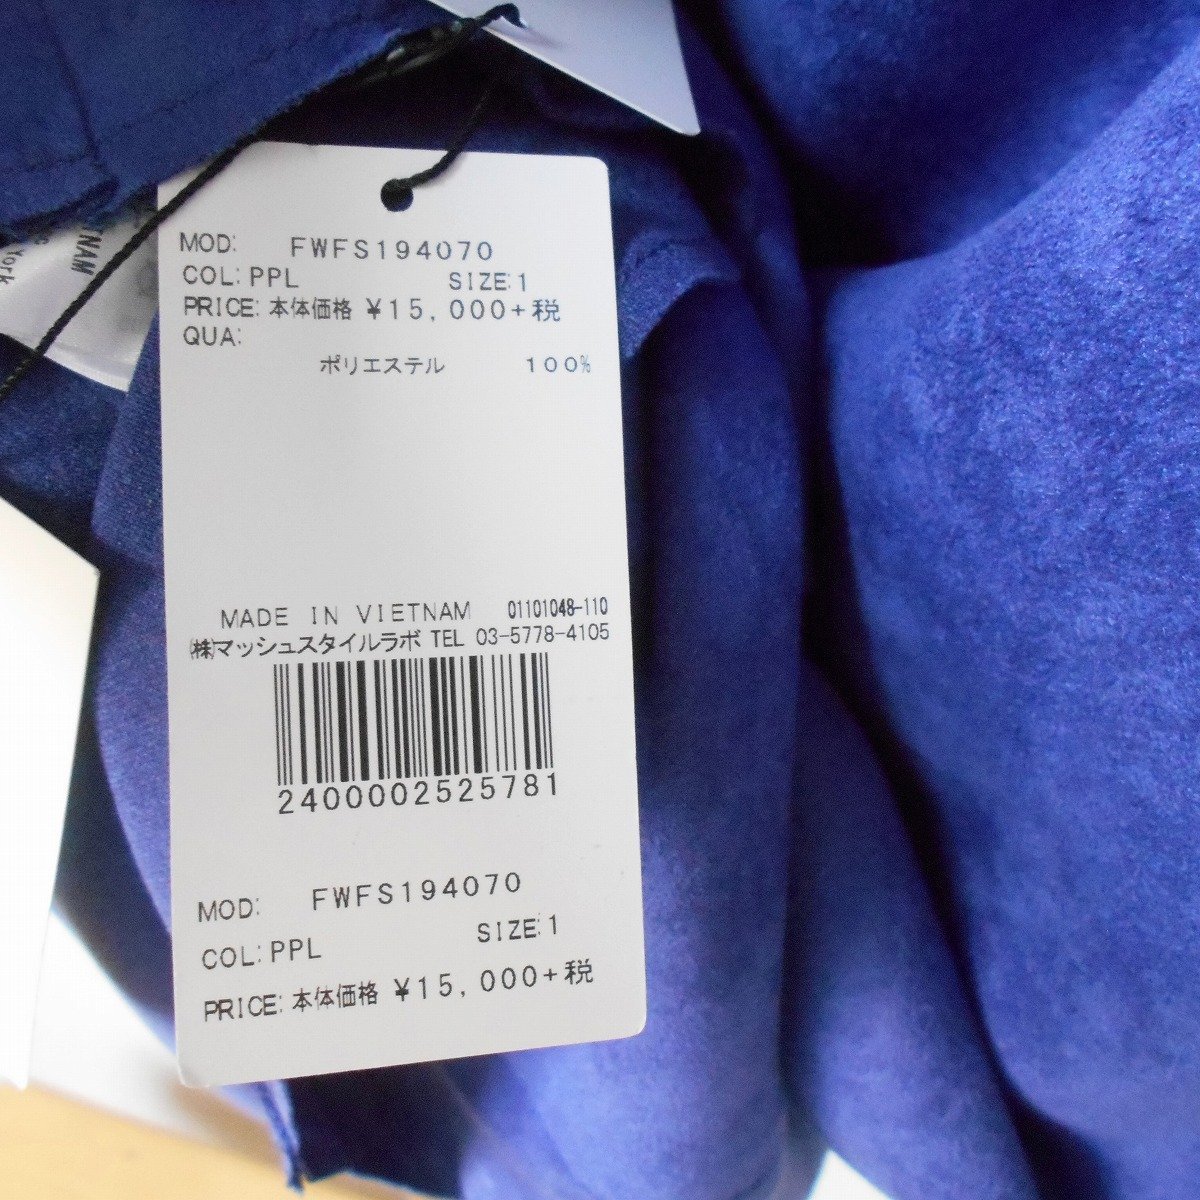 MOD: FWFS194070
COL:PPL SIZE:1
PRICE:本体価格 ¥15,000+税
QUA:
ポリエステル 100%
MADE IN VIETNAM 01101048-110
(株)マッシュスタイルラボ TEL 03-5778-4105
2400002525781
MOD: FWFS194070
COL:PPL SIZE:1
PRICE:本体価格 ¥15,000+税